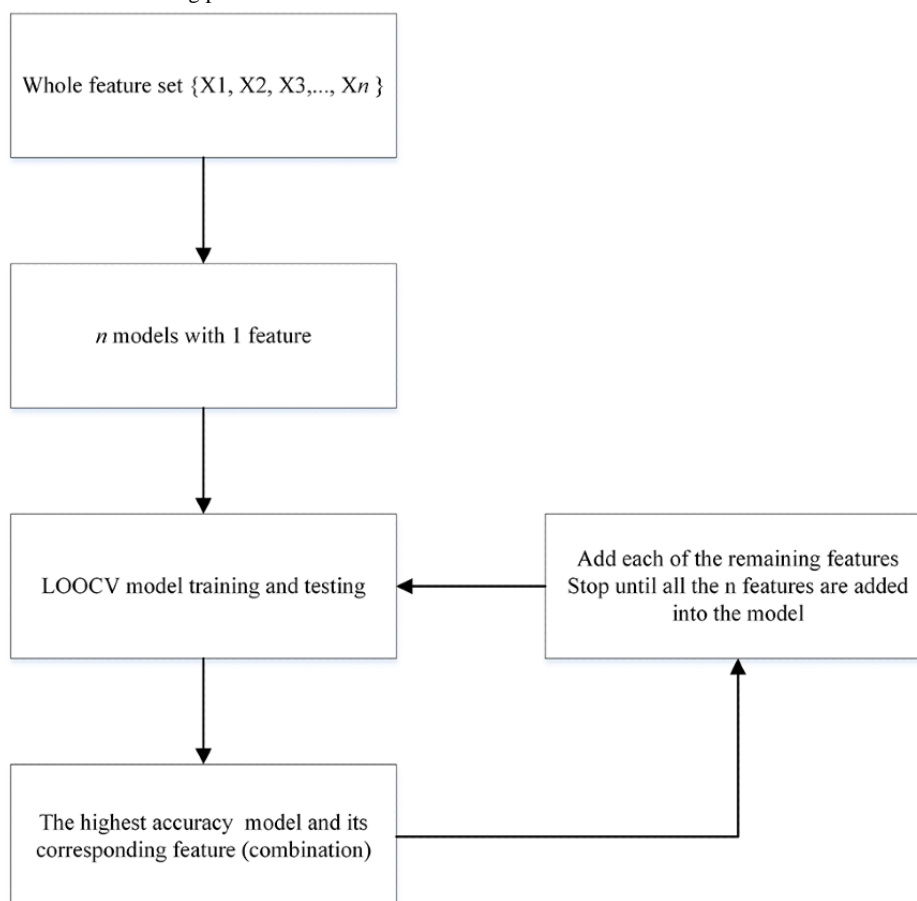 Whole feature set {X1, X2, X3,..., Xn }
n models with 1 feature
LOOCV model training and testing
Add each of the remaining features
Stop until all the n features are added
into the model
The highest accuracy model and its
corresponding feature (combination)